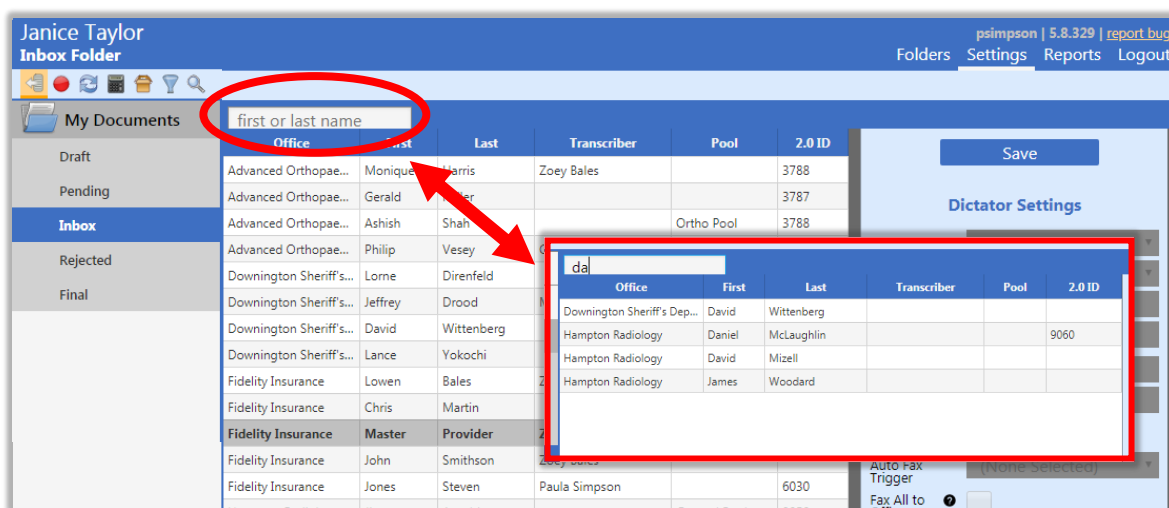 Janice Taylor
psimpson | 5.8.329 | report bug
Inbox Folder
Folders Settings Reports Logout
My Documents
Draft
Pending
Inbox
Rejected
Final
first or last name
Office Last Transcriber Pool 2.0 ID
Advanced Orthopae... Monique Harris Zoey Bales 3788
Advanced Orthopae... Gerald 3787
Advanced Orthopae... Ashish Shah Ortho Pool 3788
Advanced Orthopae... Philip Vesey
Downington Sheriff's... Lorne Direnfeld
Downington Sheriff's... Jeffrey Drood
Downington Sheriff's... David Wittenberg
Downington Sheriff's... Lance Yokochi
Fidelity Insurance Lowen Bales
Fidelity Insurance Chris Martin
Fidelity Insurance Master Provider
Fidelity Insurance John Smithson Zoey Bales
Fidelity Insurance Jones Steven Paula Simpson 6030
da
Office First Last Transcriber Pool 2.0 ID
Downington Sheriff's Dep... David Wittenberg
Hampton Radiology Daniel McLaughlin 9060
Hampton Radiology David Mizell
Hampton Radiology James Woodard
Save
Dictator Settings
Auto Fax
Trigger
(None Selected)
Fax All to